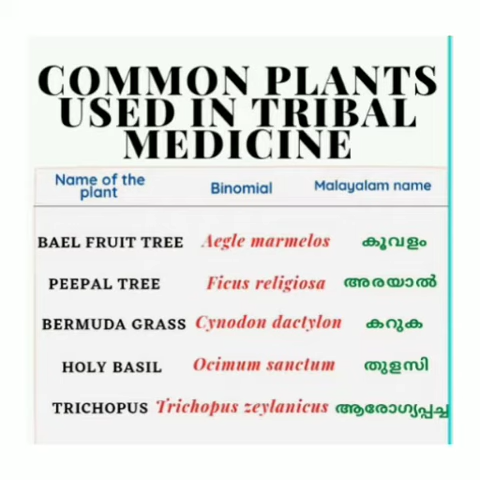 COMMON PLANTS
USED IN TRIBAL
MEDICINE
Name of the
plant
Binomial
Malayalam name
BAEL FRUIT TREE Aegle marmelos കൂവളം
PEEPAL TREE Ficus religiosa അരയാൽ
BERMUDA GRASS Cynodon dactylon കറുക
HOLY BASIL Ocimum sanctum തുളസി
TRICHOPUS Trichopus zeylanicus ആരോഗ്യപ്പച്ച